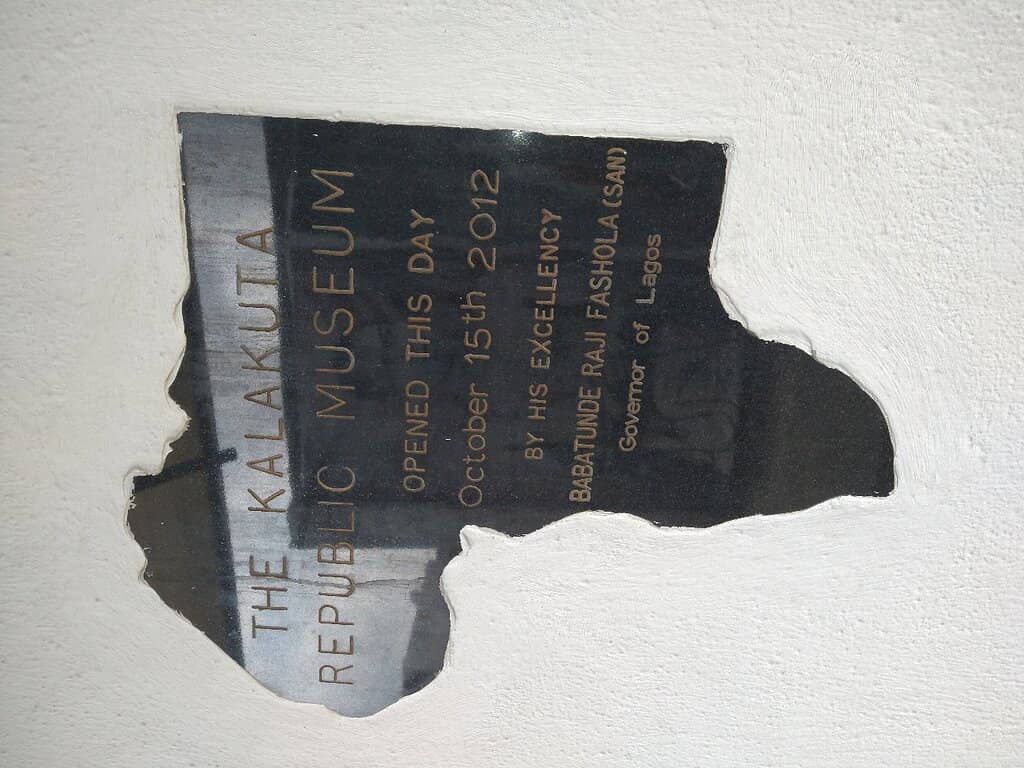 THE KALAKUTA
REPUBLIC MUSEUM
OPENED THIS DAY
October 15th 2012
BY HIS EXCELLENCY
BABATUNDE RAJI FASHOLA (SAN)
Governor of Lagos